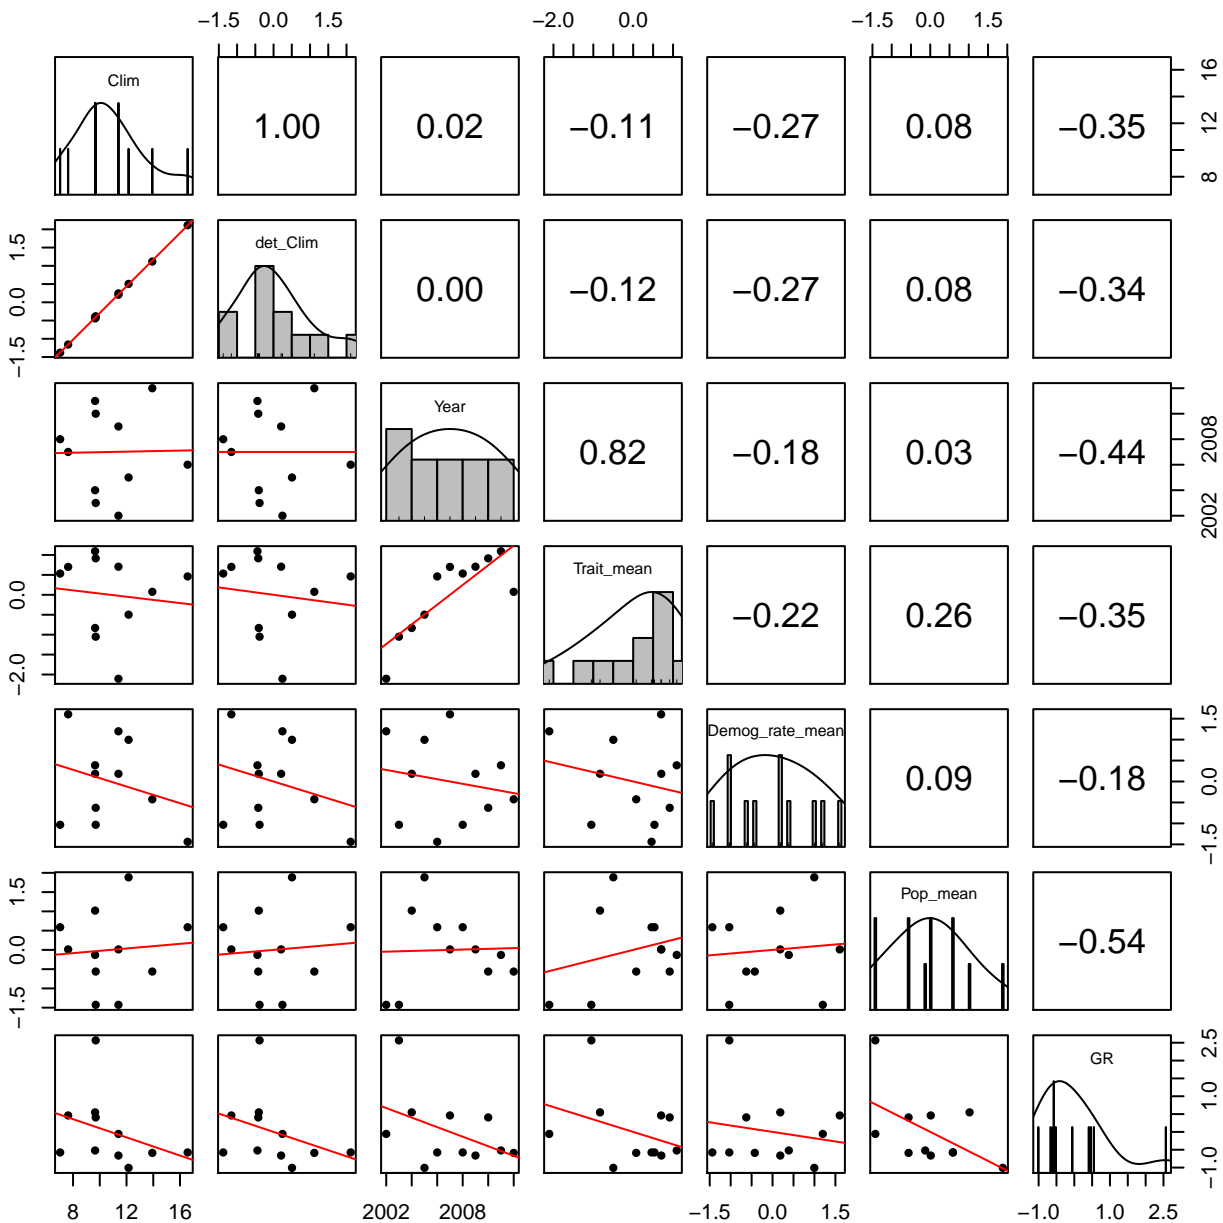 −1.5 0.0 1.5 −2.0 0.0 −1.5 0.0 1.5
Clim 1.00 0.02 −0.11 −0.27 0.08 −0.35 8 12 16
−1.5 0.0 1.5 det_Clim 0.00 −0.12 −0.27 0.08 −0.34
Year 0.82 −0.18 0.03 −0.44 2002 2008
−2.0 0.0 Trait_mean −0.22 0.26 −0.35
Demog_rate_mean 0.09 −0.18 −1.5 0.0 1.5
−1.5 0.0 1.5 Pop_mean −0.54
GR −1.0 1.0 2.5
8 12 16 2002 2008 −1.5 0.0 1.5 −1.0 1.0 2.5